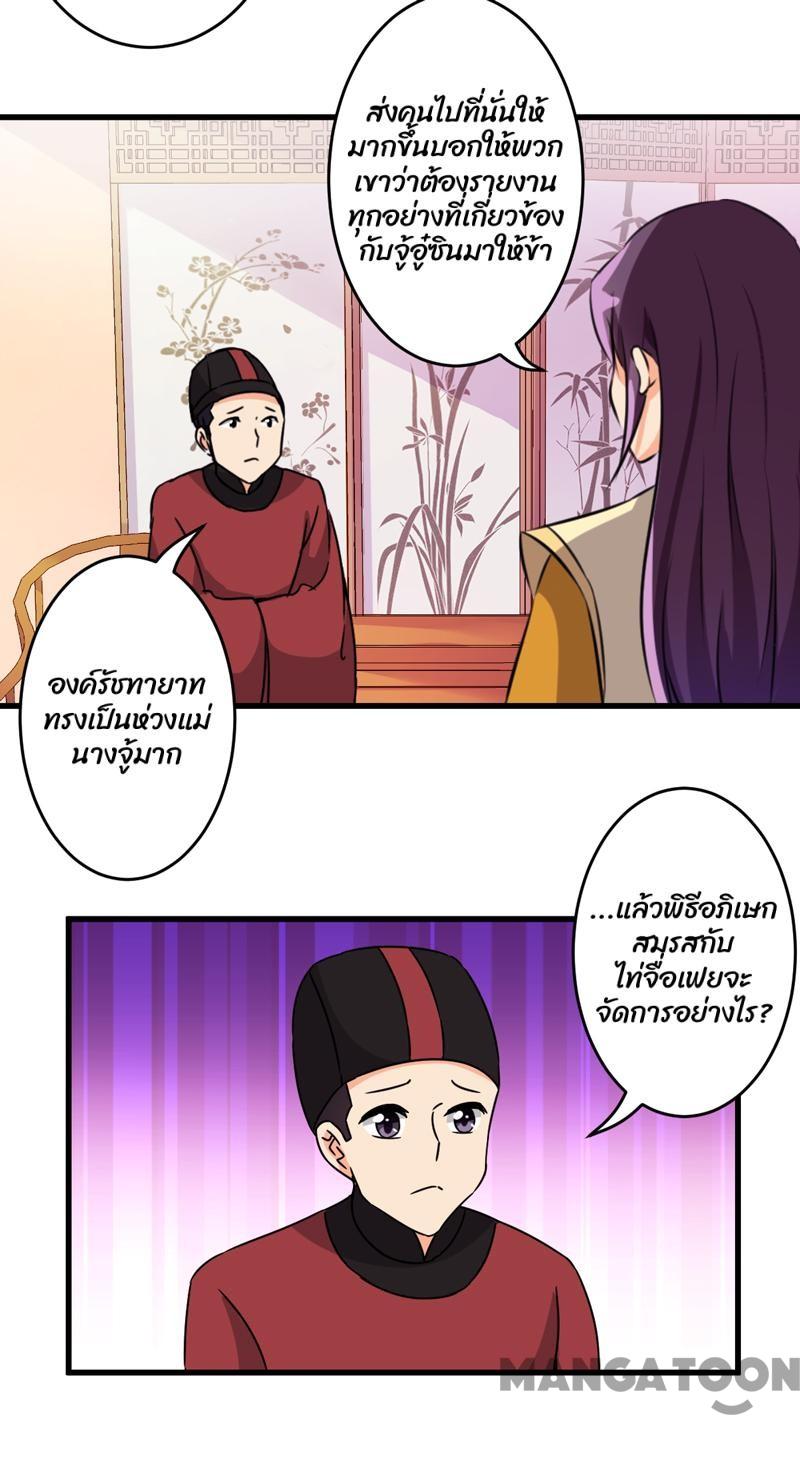 ส่งคนไปที่นั่นให้
มากขึ้นบอกให้พวก
เขาว่าต้องรายงาน
ทุกอย่างที่เกี่ยวข้อง
กับจู้อู๋ซินมาให้ข้า
องค์รัชทายาท
ทรงเป็นห่วงแม่
นางจู้มาก
...แล้วพิธีอภิเษก
สมรสกับ
ไท่จื่อเฟยจะ
จัดการอย่างไร?
MANGATOON